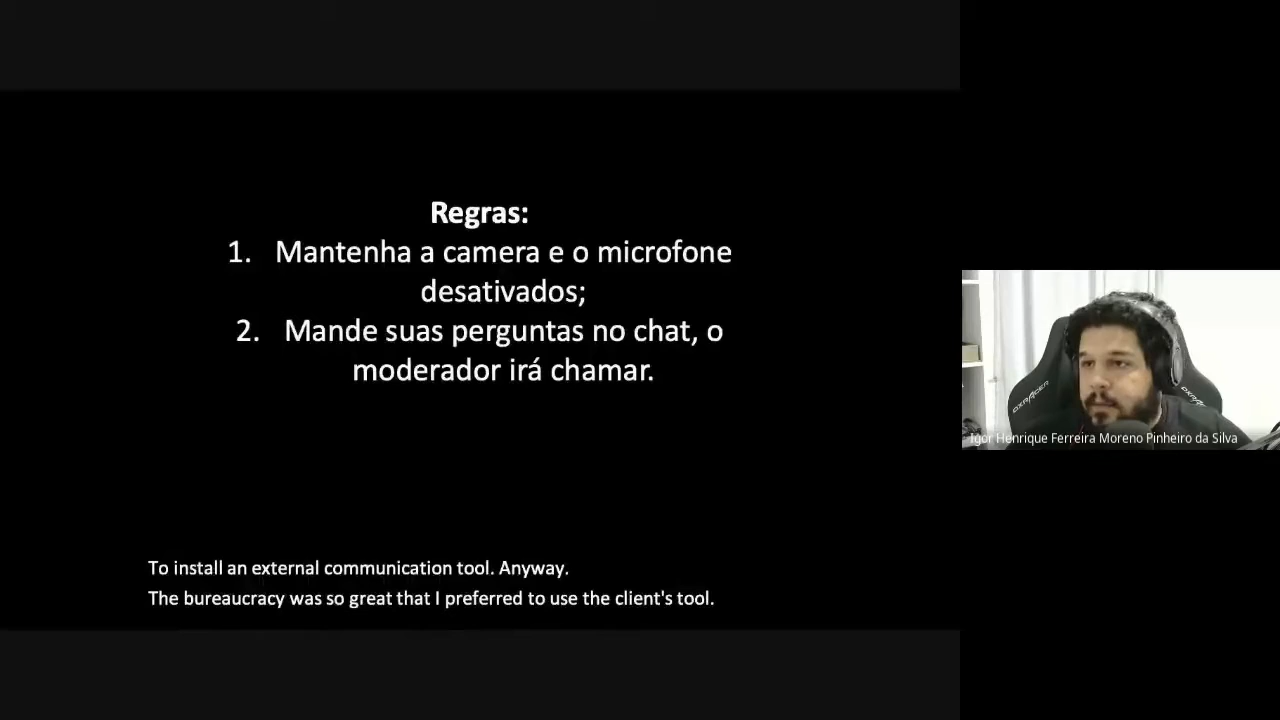 Regras:
1. Mantenha a camera e o microfone
desativados;
2. Mande suas perguntas no chat, o
moderador irá chamar.
DXRACER
Igor Henrique Ferreira Moreno Pinheiro da Silva
To install an external communication tool. Anyway.
The bureaucracy was so great that I preferred to use the client's tool.